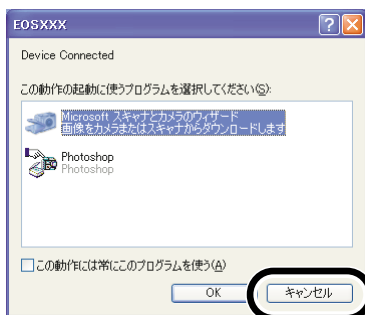 EOSXXX
Device Connected
この動作の起動に使うプログラムを選択してください(S):
Microsoft スキャナとカメラのウィザード
画像をカメラまたはスキャナからダウンロードします
Photoshop
Photoshop
この動作には常にこのプログラムを使う(A)
OK
キャンセル